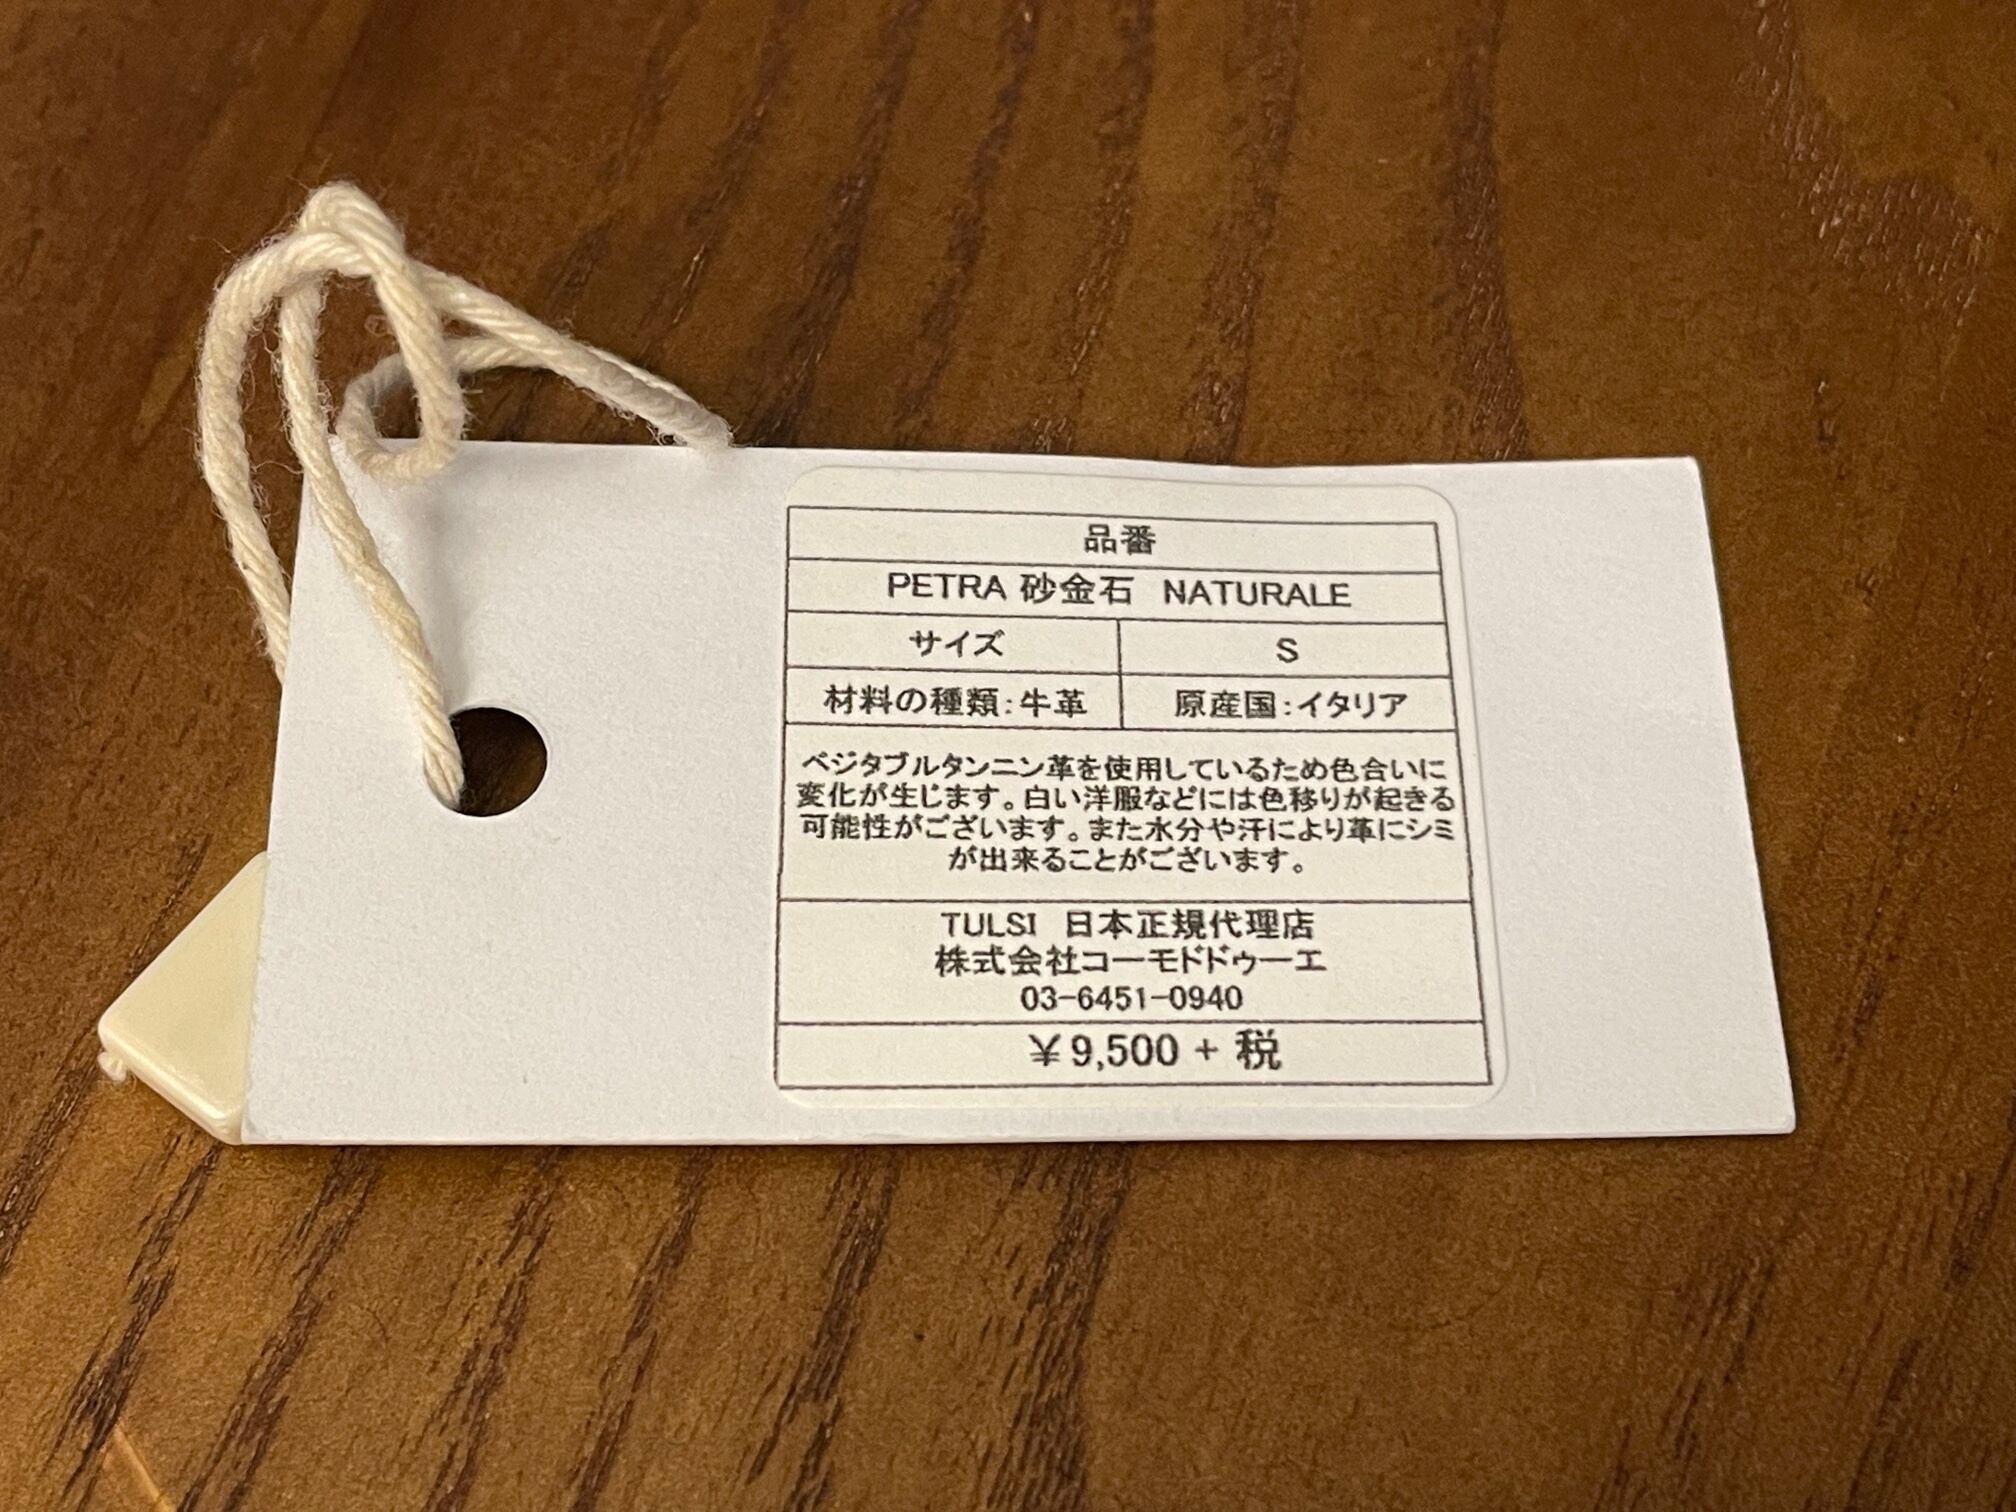 品番
PETRA 砂金石 NATURALE
サイズ
S
材料の種類:牛革
原産国:イタリア
ベジタブルタンニン革を使用しているため色合いに
変化が生じます。白い洋服などには色移りが起きる
可能性がございます。また水分や汗により革にシミ
が出来ることがございます。
TULSI 日本正規代理店
株式会社コーモドドゥーエ
03-6451-0940
¥9,500 + 税